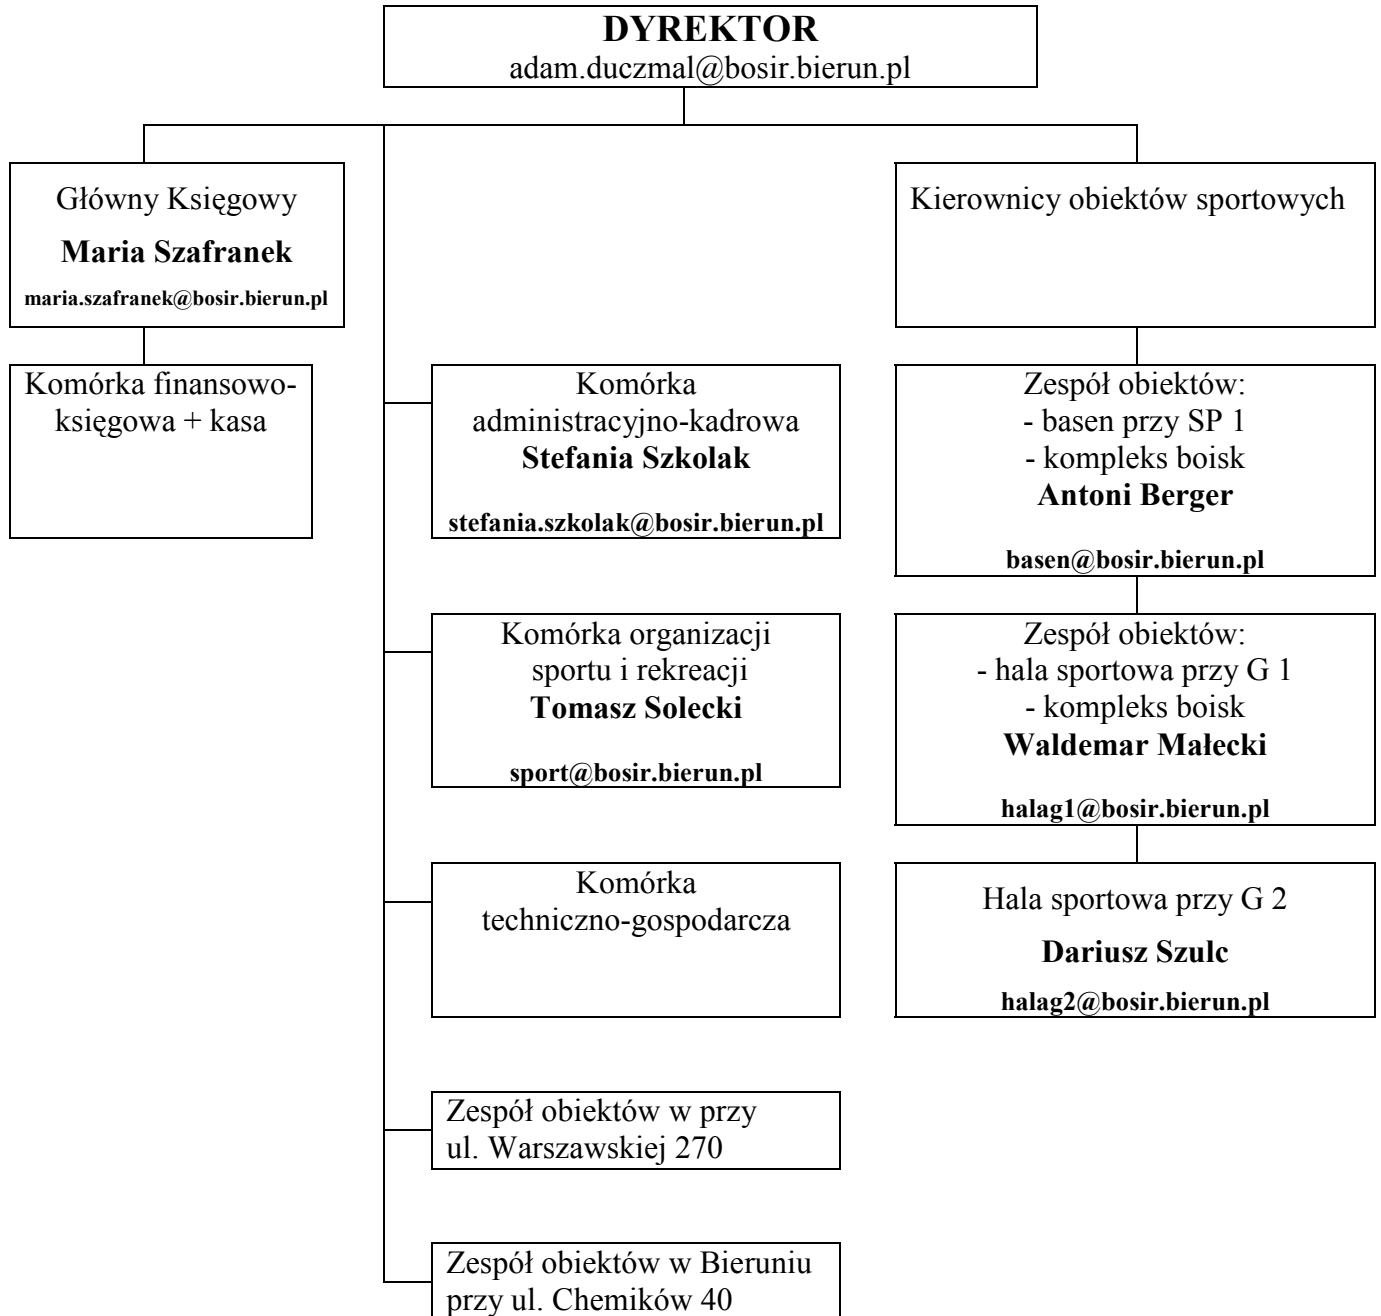 DYREKTOR
adam.duczmal@bosir.bierun.pl
Główny Księgowy
Maria Szafranek
maria.szafranek@bosir.bierun.pl
Komórka finansowo-
księgowa + kasa
Komórka
administracyjno-kadrowa
Stefania Szkolak
stefania.szkolak@bosir.bierun.pl
Komórka organizacji
sportu i rekreacji
Tomasz Solecki
sport@bosir.bierun.pl
Komórka
techniczno-gospodarcza
Zespół obiektów w przy
ul. Warszawskiej 270
Zespół obiektów w Bieruniu
przy ul. Chemików 40
Kierownicy obiektów sportowych
Zespół obiektów:
- basen przy SP 1
- kompleks boisk
Antoni Berger
basen@bosir.bierun.pl
Zespół obiektów:
- hala sportowa przy G 1
- kompleks boisk
Waldemar Małecki
halag1@bosir.bierun.pl
Hala sportowa przy G 2
Dariusz Szulc
halag2@bosir.bierun.pl